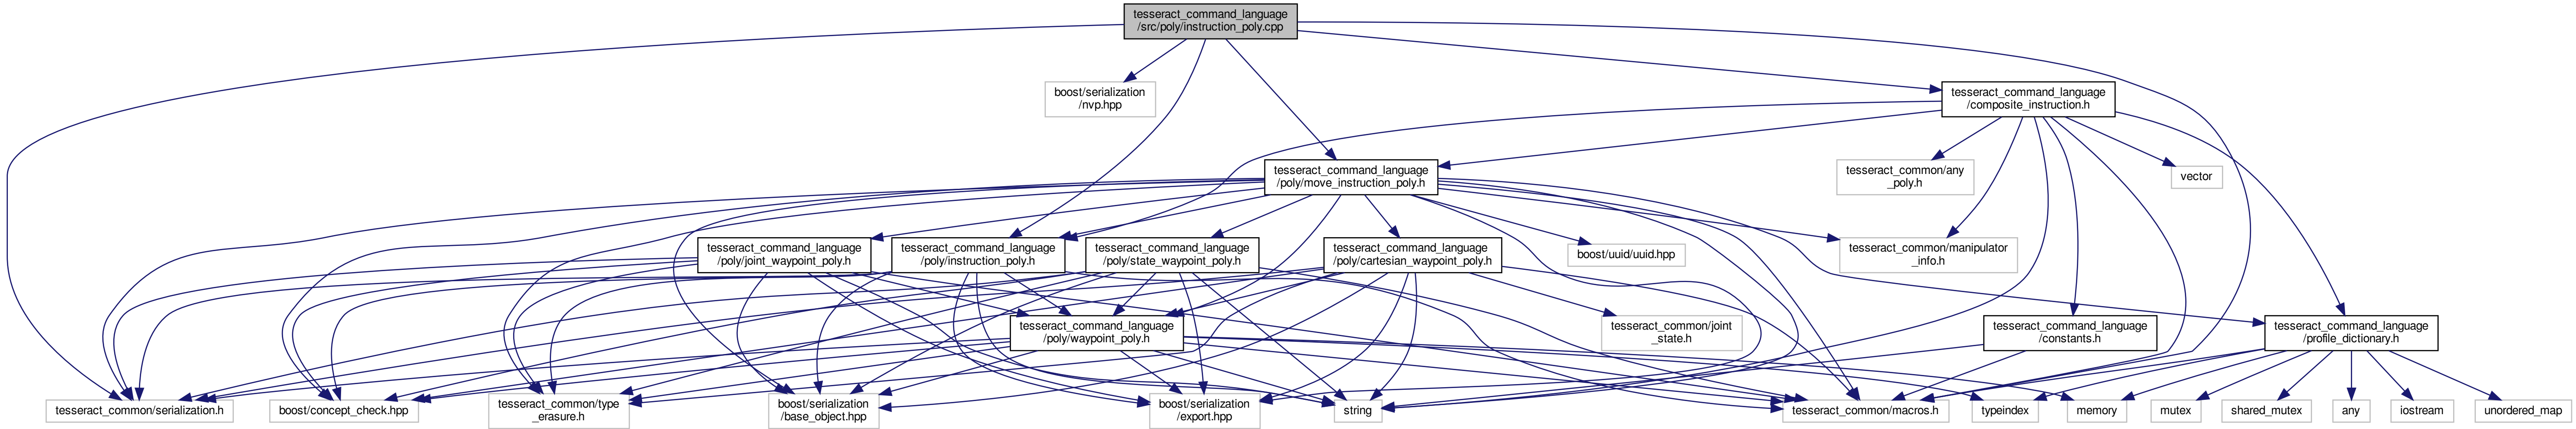 tesseract_command_language
/src/poly/instruction_poly.cpp
boost/serialization
/nvp.hpp
tesseract_command_language
/composite_instruction.h
tesseract_command_language
/poly/move_instruction_poly.h
tesseract_common/any
_poly.h
vector
tesseract_command_language
/poly/joint_waypoint_poly.h
tesseract_command_language
/poly/instruction_poly.h
tesseract_command_language
/poly/state_waypoint_poly.h
tesseract_command_language
/poly/cartesian_waypoint_poly.h
boost/uuid/uuid.hpp
tesseract_common/manipulator
_info.h
tesseract_command_language
/poly/waypoint_poly.h
tesseract_common/joint
_state.h
tesseract_command_language
/constants.h
tesseract_command_language
/profile_dictionary.h
tesseract_common/serialization.h
boost/concept_check.hpp
tesseract_common/type
_erasure.h
boost/serialization
/base_object.hpp
boost/serialization
/export.hpp
string
tesseract_common/macros.h
typeindex
memory
mutex
shared_mutex
any
iostream
unordered_map